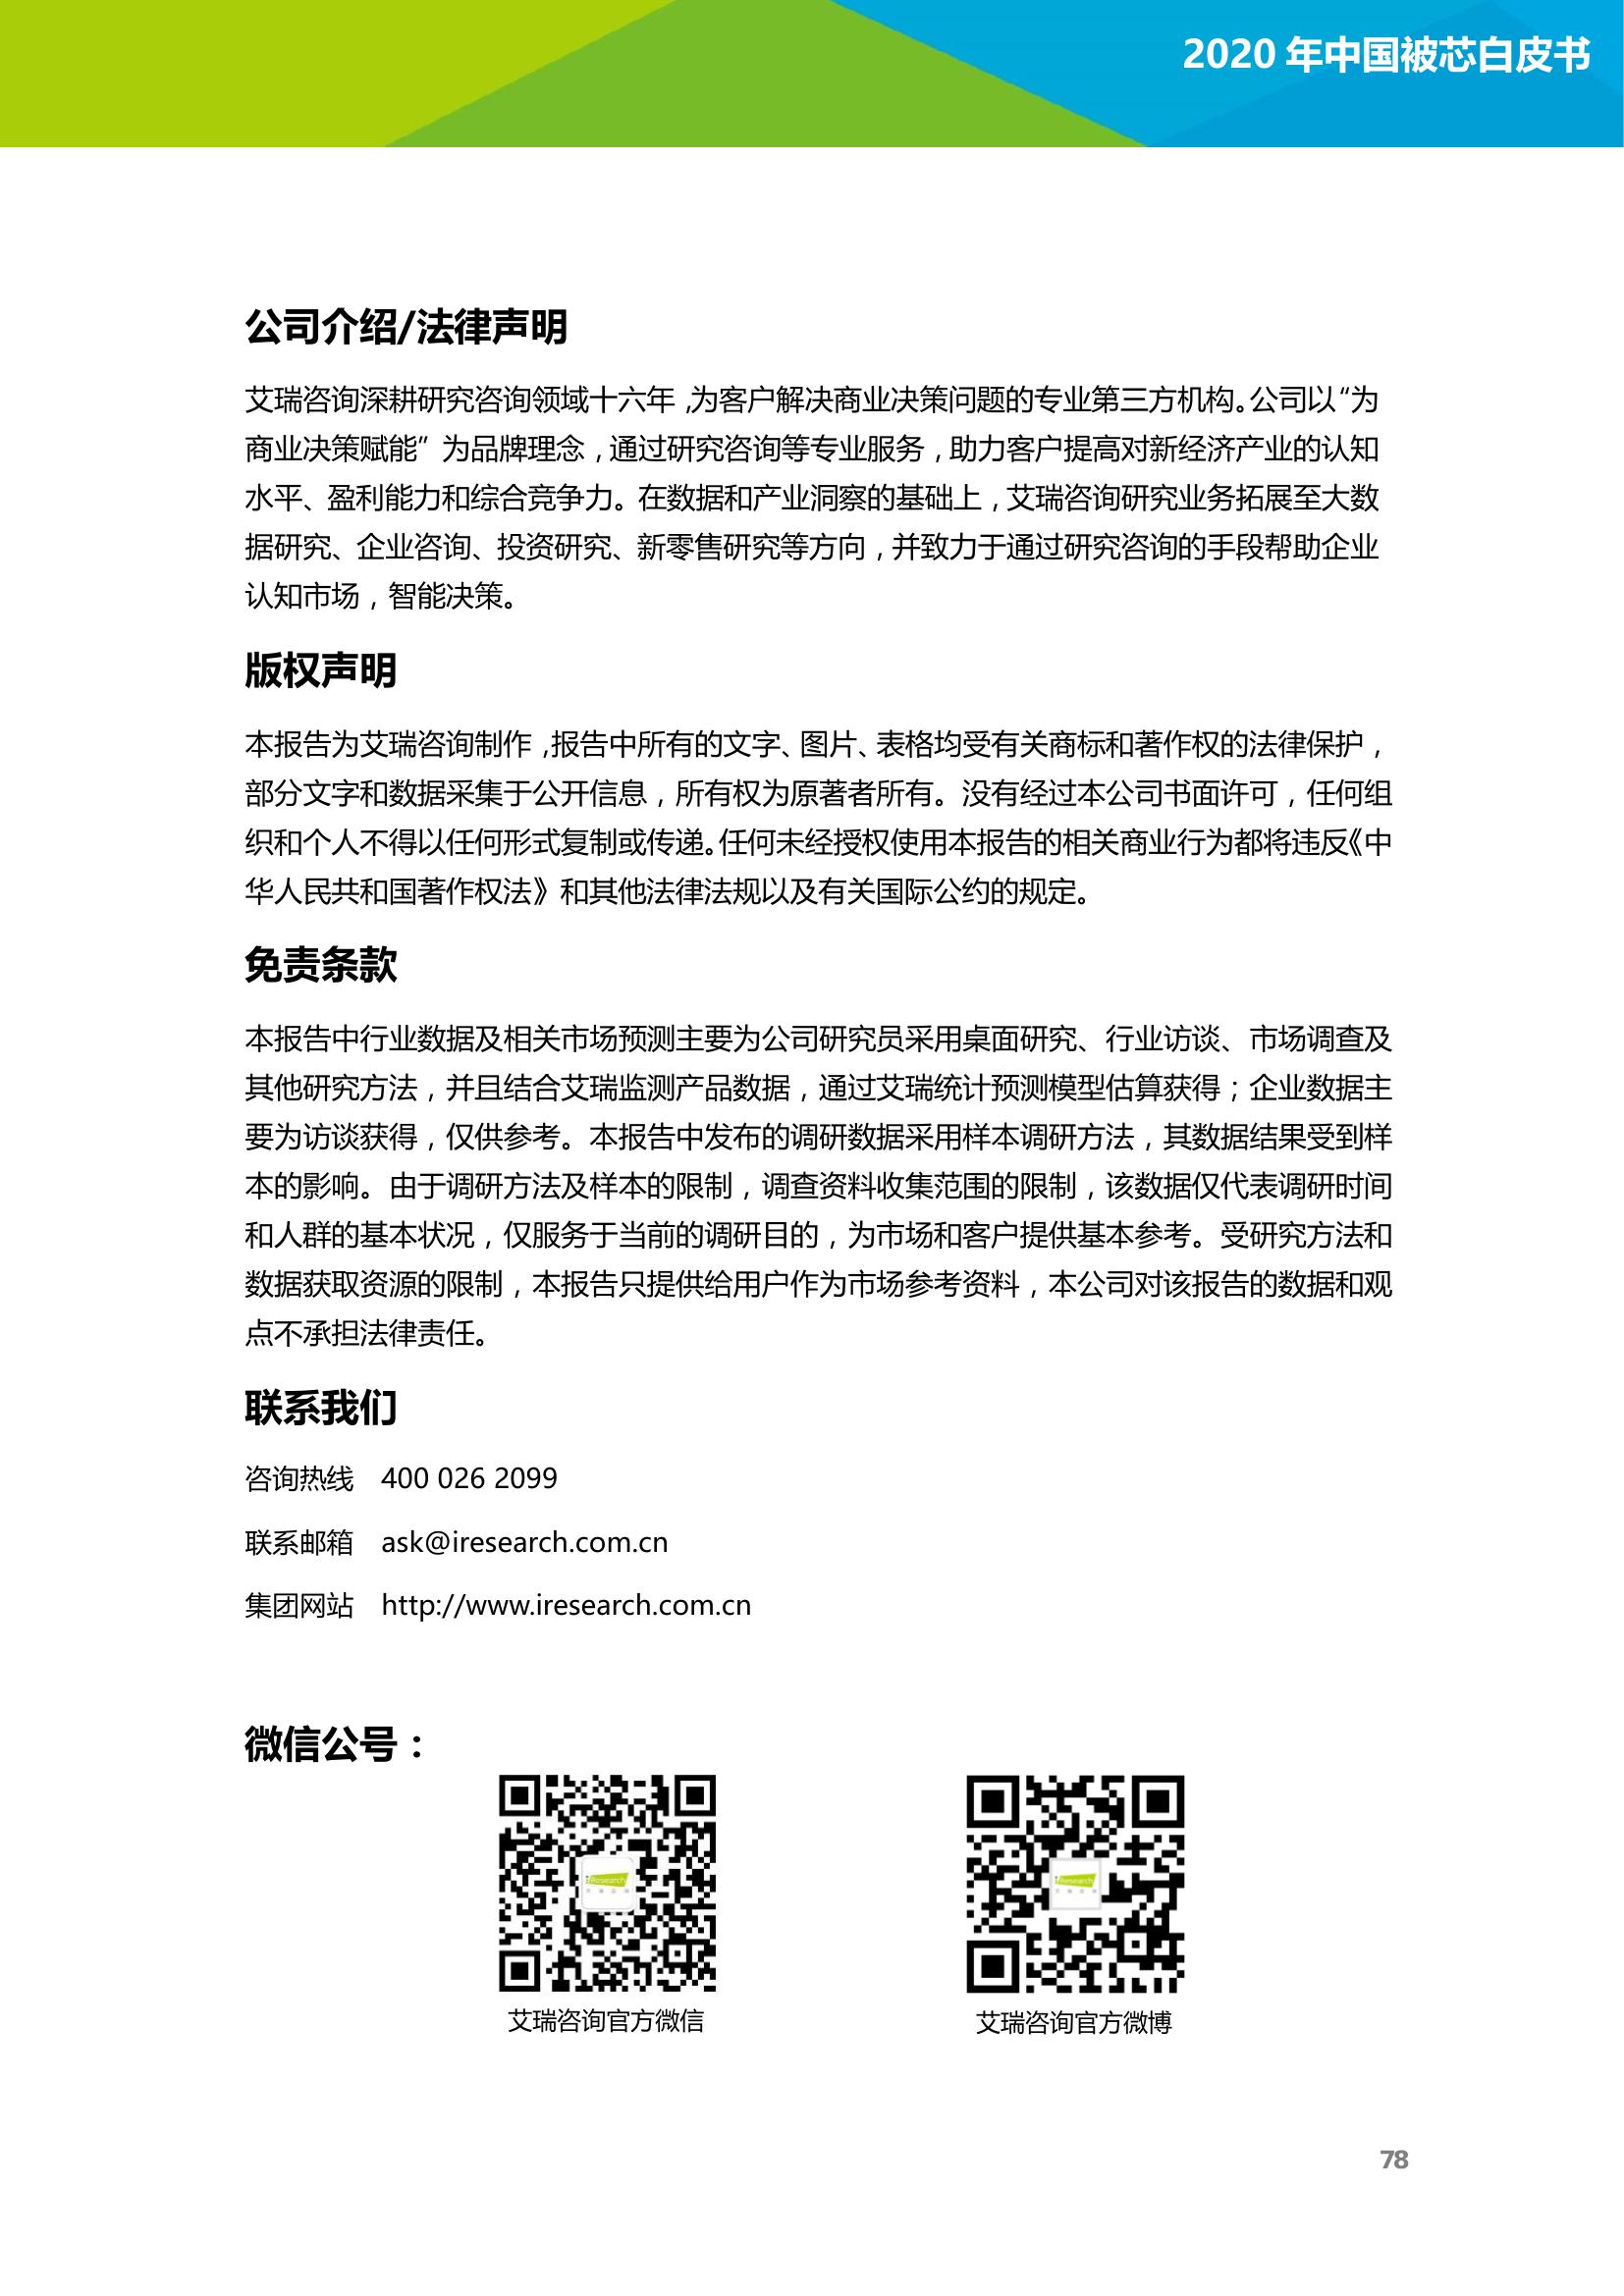 2020 年中国被芯白皮书
公司介绍/法律声明
艾瑞咨询深耕研究咨询领域十六年，为客户解决商业决策问题的专业第三方机构。公司以“为
商业决策赋能”为品牌理念，通过研究咨询等专业服务，助力客户提高对新经济产业的认知
水平、盈利能力和综合竞争力。在数据和产业洞察的基础上，艾瑞咨询研究业务拓展至大数
据研究、企业咨询、投资研究、新零售研究等方向，并致力于通过研究咨询的手段帮助企业
认知市场，智能决策。
版权声明
本报告为艾瑞咨询制作，报告中所有的文字、图片、表格均受有关商标和著作权的法律保护，
部分文字和数据采集于公开信息，所有权为原著者所有。没有经过本公司书面许可，任何组
织和个人不得以任何形式复制或传递。任何未经授权使用本报告的相关商业行为都将违反《中
华人民共和国著作权法》和其他法律法规以及有关国际公约的规定。
免责条款
本报告中行业数据及相关市场预测主要为公司研究员采用桌面研究、行业访谈、市场调查及
其他研究方法，并且结合艾瑞监测产品数据，通过艾瑞统计预测模型估算获得；企业数据主
要为访谈获得，仅供参考。本报告中发布的调研数据采用样本调研方法，其数据结果受到样
本的影响。由于调研方法及样本的限制，调查资料收集范围的限制，该数据仅代表调研时间
和人群的基本状况，仅服务于当前的调研目的，为市场和客户提供基本参考。受研究方法和
数据获取资源的限制，本报告只提供给用户作为市场参考资料，本公司对该报告的数据和观
点不承担法律责任。
联系我们
咨询热线 400 026 2099
联系邮箱 ask@iresearch.com.cn
集团网站 http://www.iresearch.com.cn
微信公号：
iResearch
iResearch
艾瑞咨询官方微信
艾瑞咨询官方微博
78